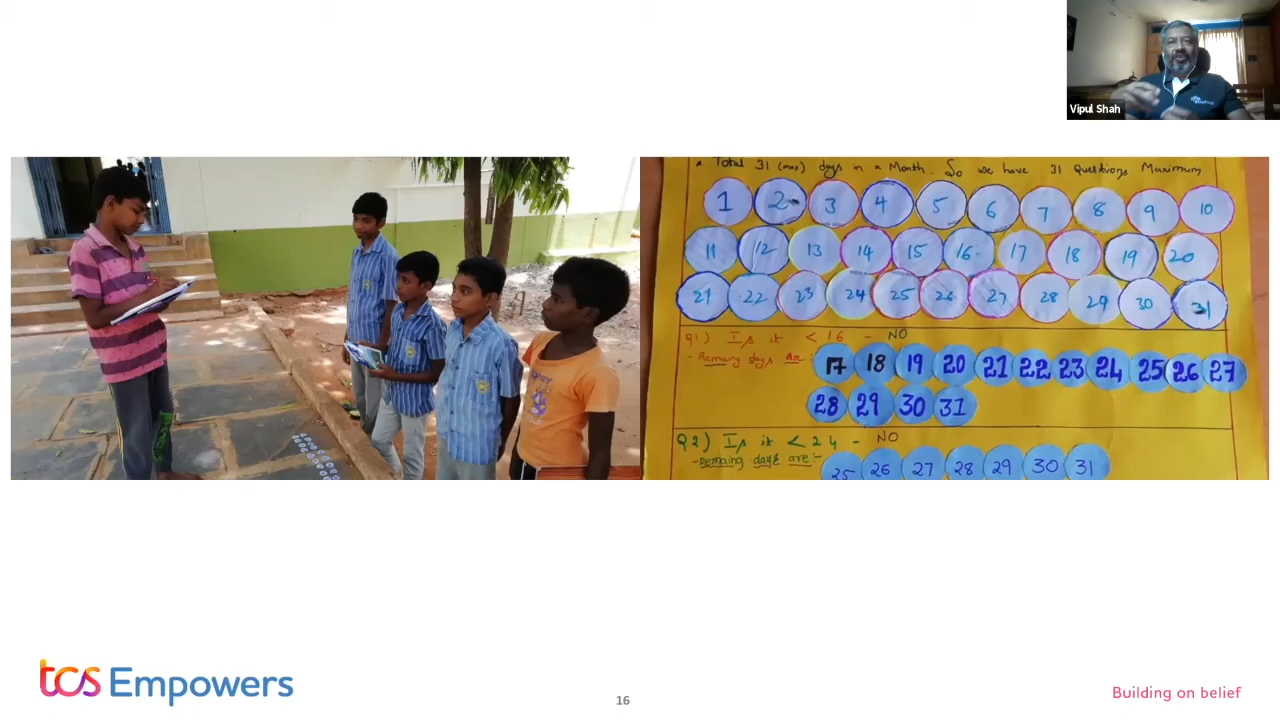 Vipul Shah
* Total 31 (max) days in a Month. So we have 31 Questions Maximum
1 2 3 4 5 6 7 8 9 10
11 12 13 14 15 16 17 18 19 20
21 22 23 24 25 26 27 28 29 30 31
Q1) Is it < 16 - NO
- Remaing days are :
17 18 19 20 21 22 23 24 25 26 27
28 29 30 31
Q2) Is it < 24 - NO
- Remaing days are:-
25 26 27 28 29 30 31
tcs Empowers
16
Building on belief